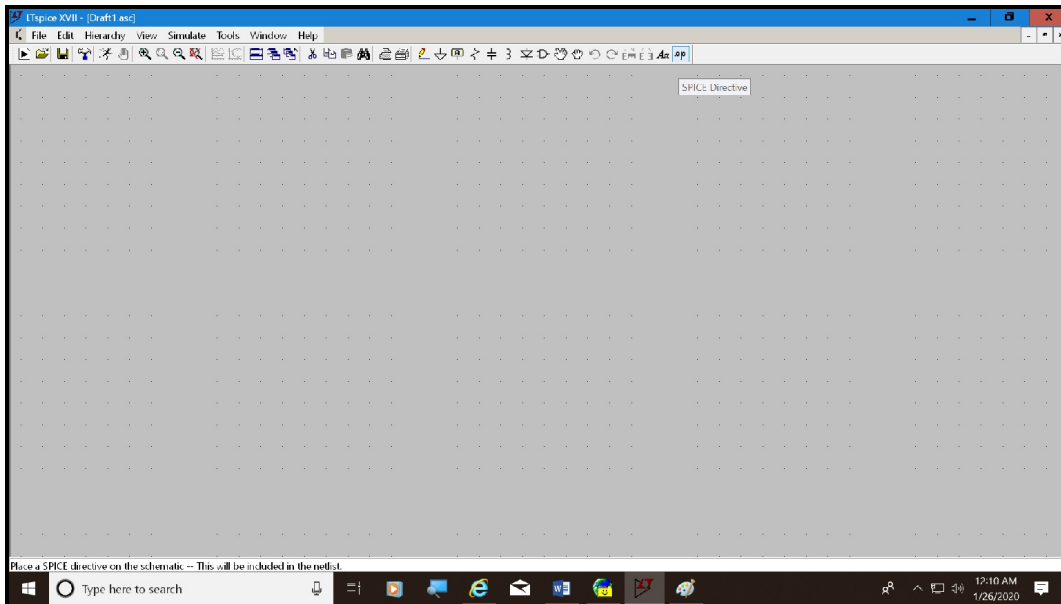 LTspice XVII - [Draft1.asc]
File Edit Hierarchy View Simulate Tools Window Help
Aa .op
SPICE Directive
Place a SPICE directive on the schematic -- This will be included in the netlist.
Type here to search
12:10 AM
1/26/2020